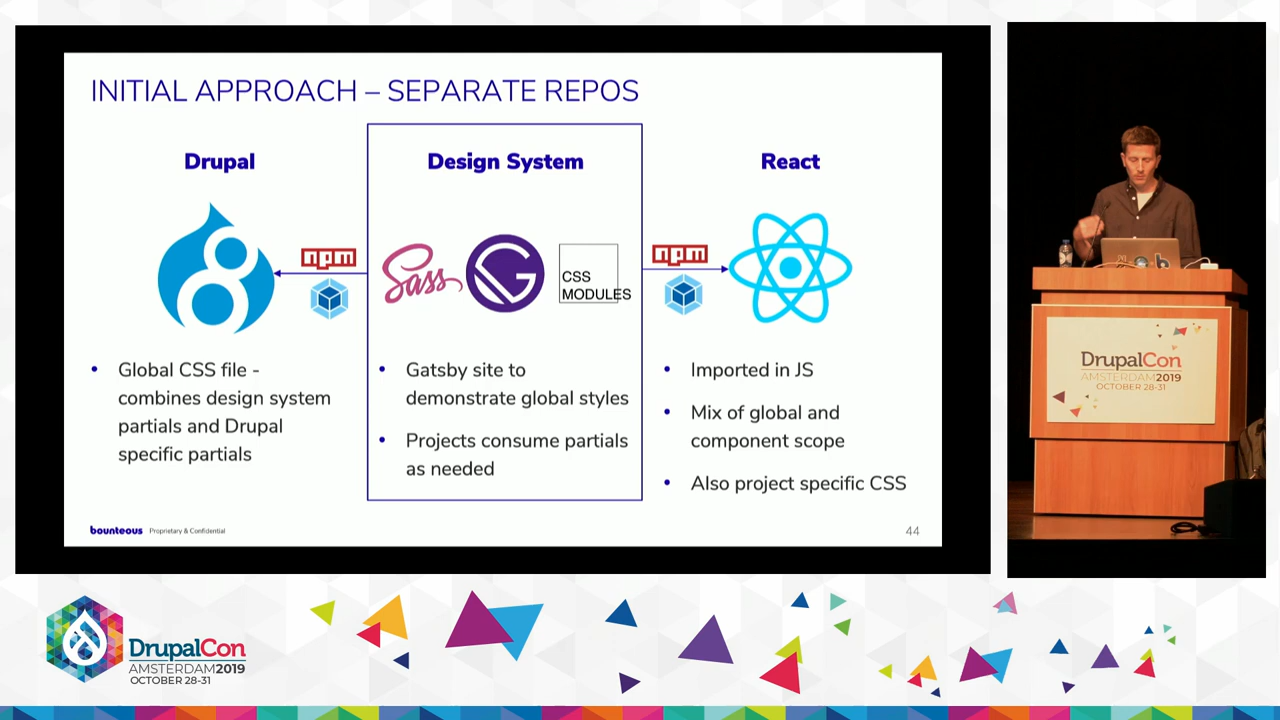 INITIAL APPROACH – SEPARATE REPOS
Drupal
Design System
React
npm
Sass
CSS
MODULES
npm
• Global CSS file -
combines design system
partials and Drupal
specific partials
• Gatsby site to
demonstrate global styles
• Projects consume partials
as needed
• Imported in JS
• Mix of global and
component scope
• Also project specific CSS
bounteous Proprietary & Confidential
44
DrupalCon
AMSTERDAM2019
OCTOBER 28-31
DrupalCon
AMSTERDAM2019
OCTOBER 28-31